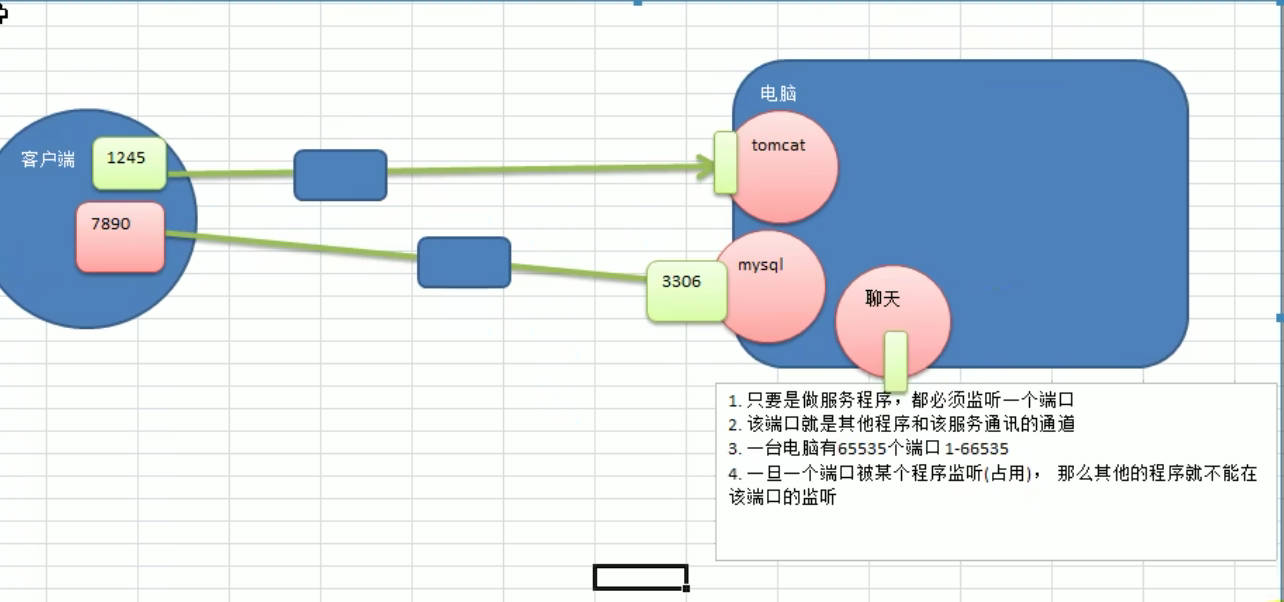 电脑
客户端
1245
tomcat
7890
mysql
3306
聊天
1. 只要是做服务程序，都必须监听一个端口
2. 该端口就是其他程序和该服务通讯的通道
3. 一台电脑有65535个端口 1-66535
4. 一旦一个端口被某个程序监听(占用)， 那么其他的程序就不能在
该端口的监听